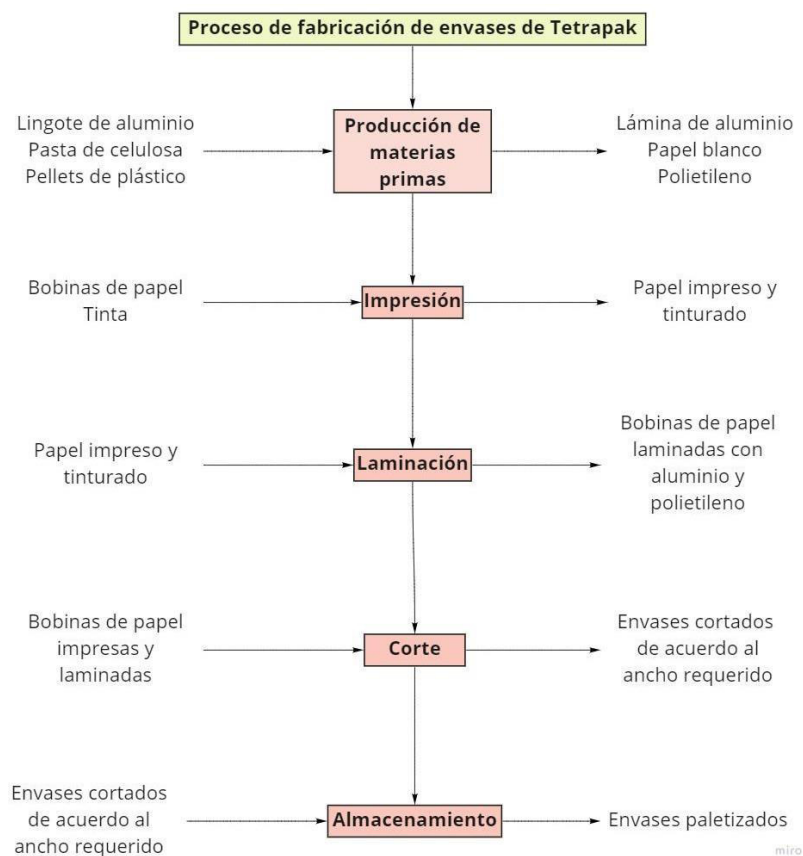 Proceso de fabricación de envases de Tetrapak
Lingote de aluminio
Pasta de celulosa
Pellets de plástico
Producción de
materias
primas
Lámina de aluminio
Papel blanco
Polietileno
Bobinas de papel
Tinta
Impresión
Papel impreso y
tinturado
Papel impreso y
tinturado
Laminación
Bobinas de papel
laminadas con
aluminio y
polietileno
Bobinas de papel
impresas y
laminadas
Corte
Envases cortados
de acuerdo al
ancho requerido
Envases cortados
de acuerdo al
ancho requerido
Almacenamiento
Envases paletizados
miro